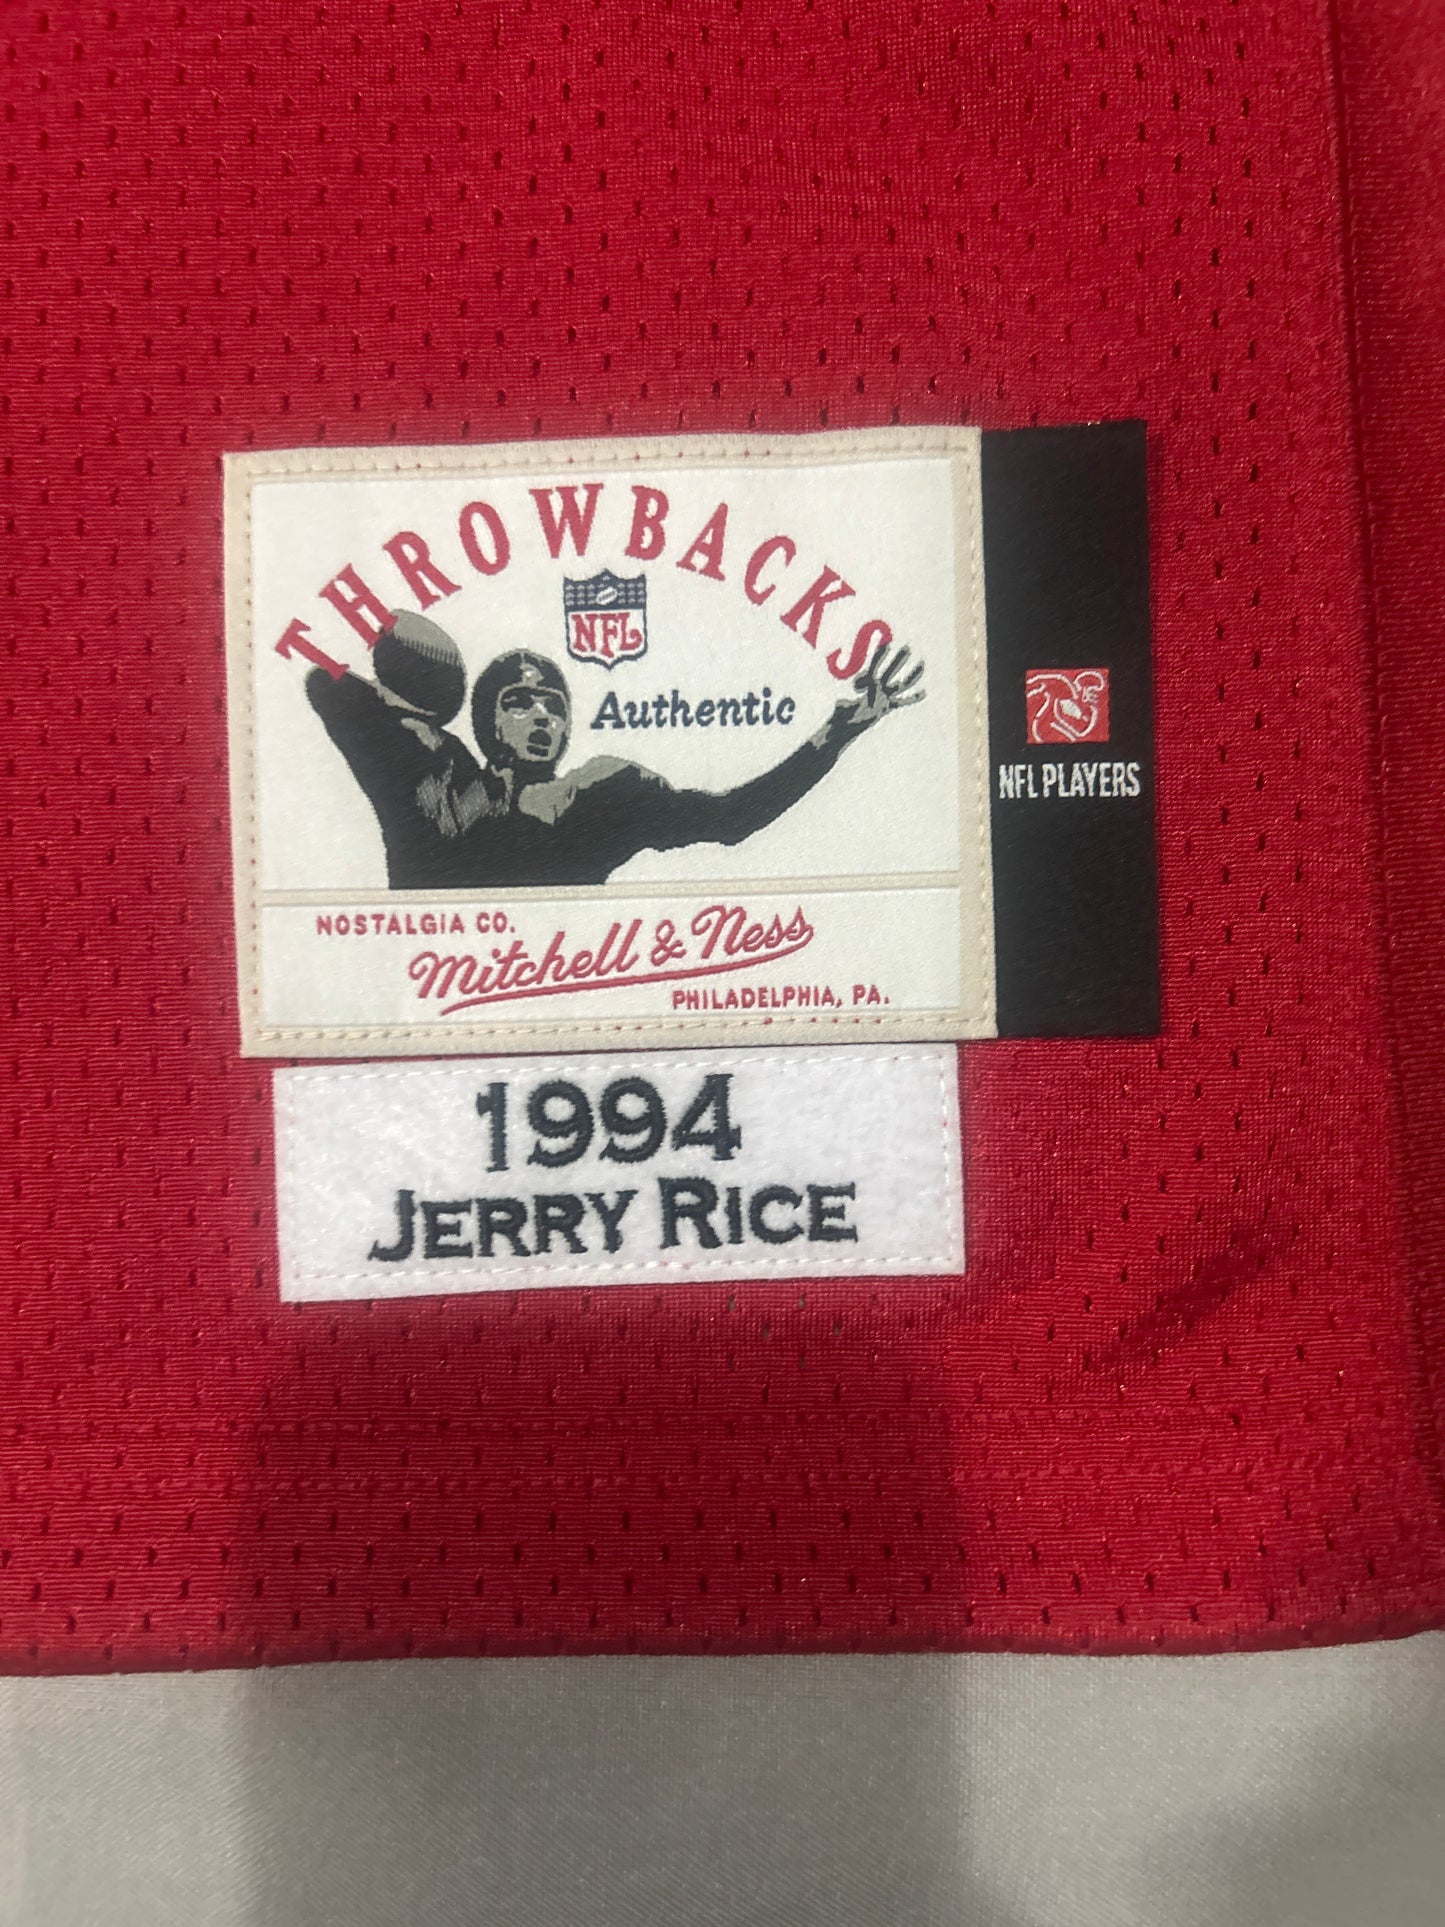 THROWBACKS
NFL
Authentic
NFL PLAYERS
NOSTALGIA CO.
Mitchell & Ness
PHILADELPHIA, PA.
1994
JERRY RICE